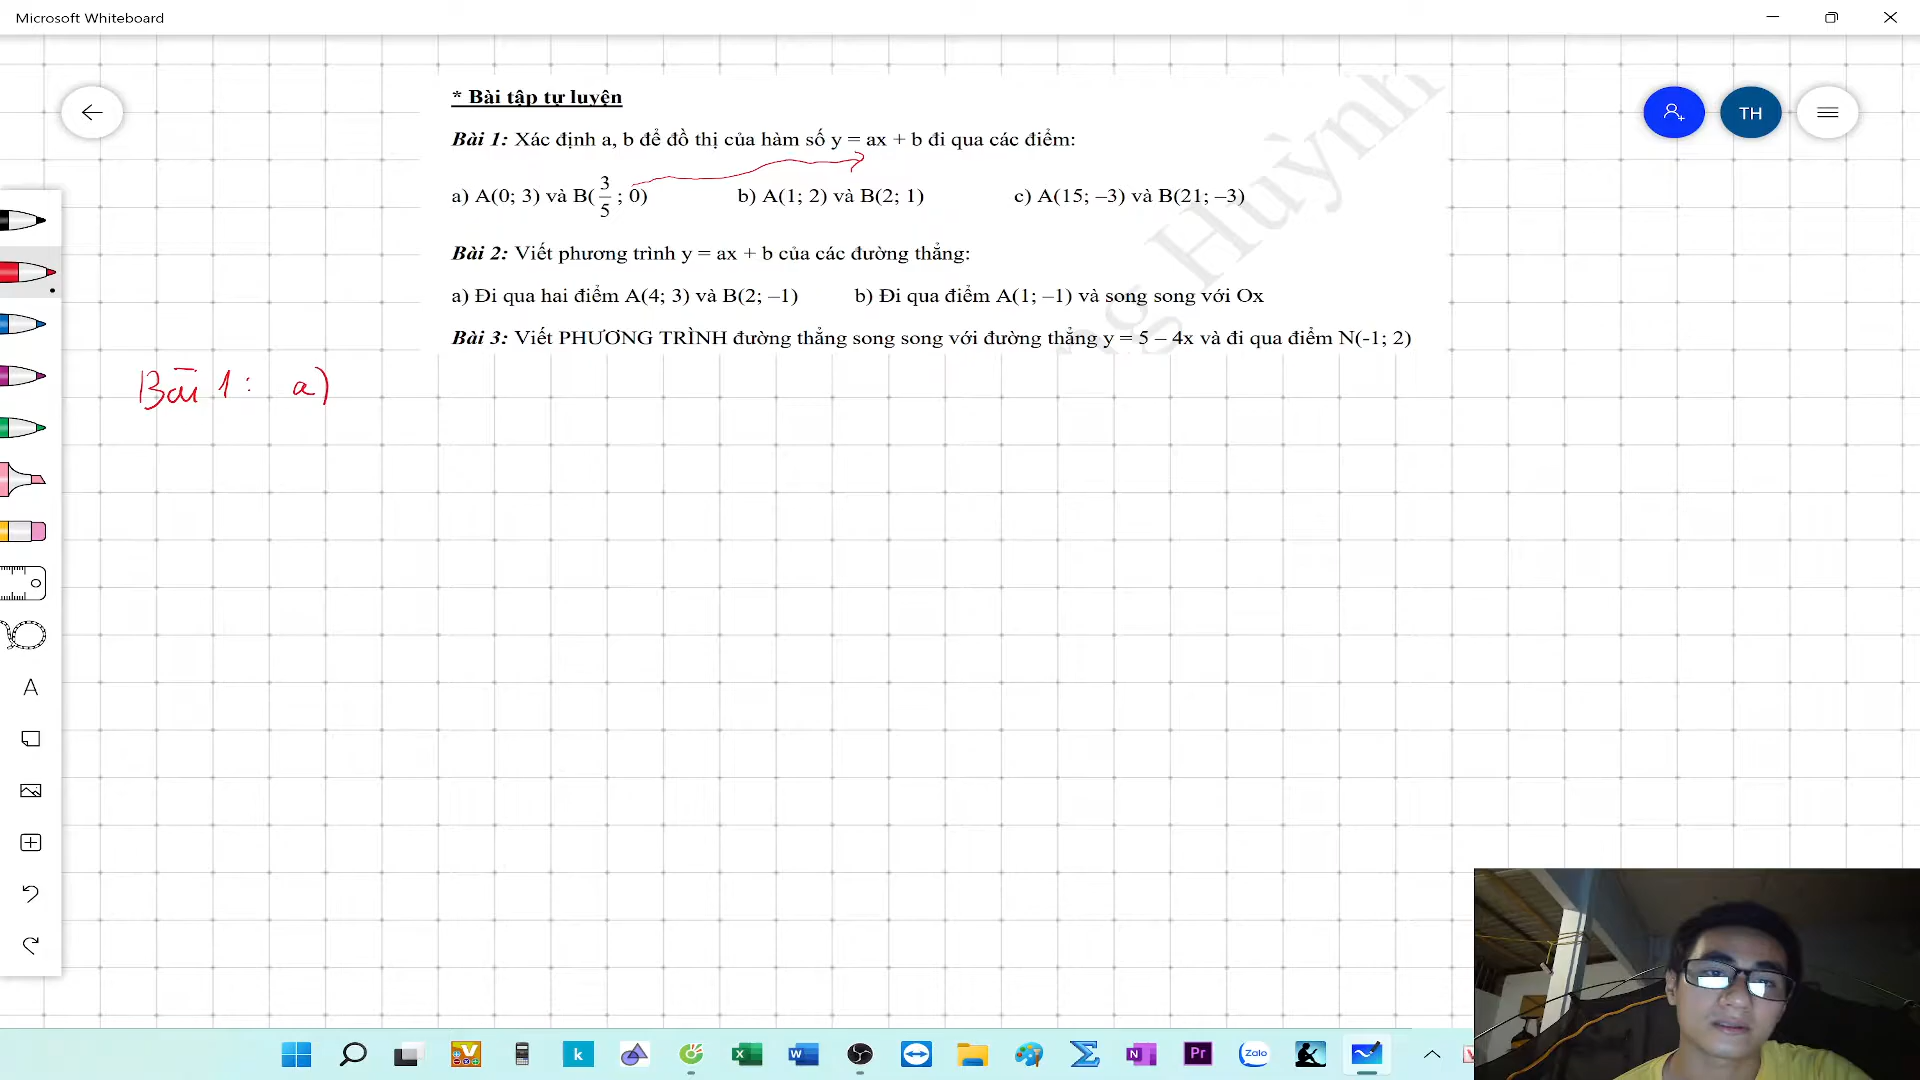 Microsoft Whiteboard
* Bài tập tự luyện
Bài 1: Xác định a, b để đồ thị của hàm số y = ax + b đi qua các điểm:
a) A(0; 3) và B(3/5; 0) b) A(1; 2) và B(2; 1) c) A(15; –3) và B(21; –3)
Bài 2: Viết phương trình y = ax + b của các đường thẳng:
a) Đi qua hai điểm A(4; 3) và B(2; –1) b) Đi qua điểm A(1; –1) và song song với Ox
Bài 3: Viết PHƯƠNG TRÌNH đường thẳng song song với đường thẳng y = 5 – 4x và đi qua điểm N(-1; 2)
Huỳnh
TH
Bài 1: a)
A
V
k
X
W
N
Pr
Zalo